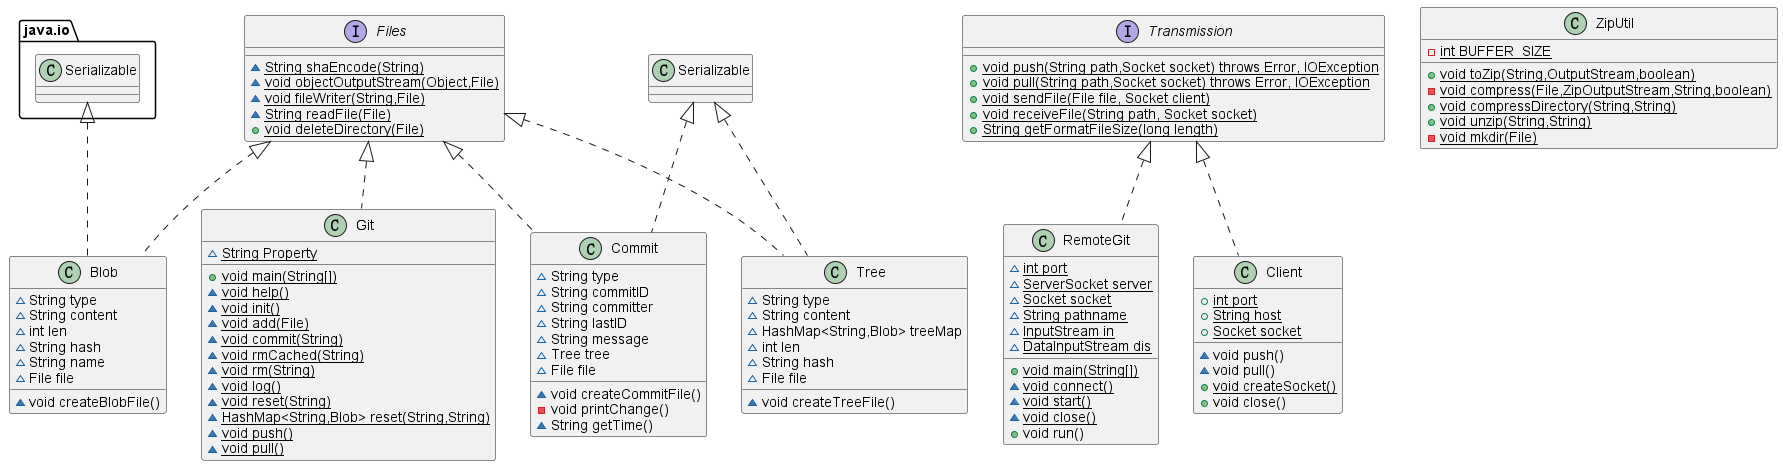 java.io
C Serializable
I Files
String shaEncode(String)
void objectOutputStream(Object,File)
void fileWriter(String,File)
String readFile(File)
void deleteDirectory(File)
C Serializable
I Transmission
void push(String path,Socket socket) throws Error, IOException
void pull(String path,Socket socket) throws Error, IOException
void sendFile(File file, Socket client)
void receiveFile(String path, Socket socket)
String getFormatFileSize(long length)
C ZipUtil
int BUFFER_SIZE
void toZip(String,OutputStream,boolean)
void compress(File,ZipOutputStream,String,boolean)
void compressDirectory(String,String)
void unzip(String,String)
void mkdir(File)
C Blob
String type
String content
int len
String hash
String name
File file
void createBlobFile()
C Git
String Property
void main(String[])
void help()
void init()
void add(File)
void commit(String)
void rmCached(String)
void rm(String)
void log()
void reset(String)
HashMap<String,Blob> reset(String,String)
void push()
void pull()
C Commit
String type
String commitID
String committer
String lastID
String message
Tree tree
File file
void createCommitFile()
void printChange()
String getTime()
C Tree
String type
String content
HashMap<String,Blob> treeMap
int len
String hash
File file
void createTreeFile()
C RemoteGit
int port
ServerSocket server
Socket socket
String pathname
InputStream in
DataInputStream dis
void main(String[])
void connect()
void start()
void close()
void run()
C Client
int port
String host
Socket socket
void push()
void pull()
void createSocket()
void close()